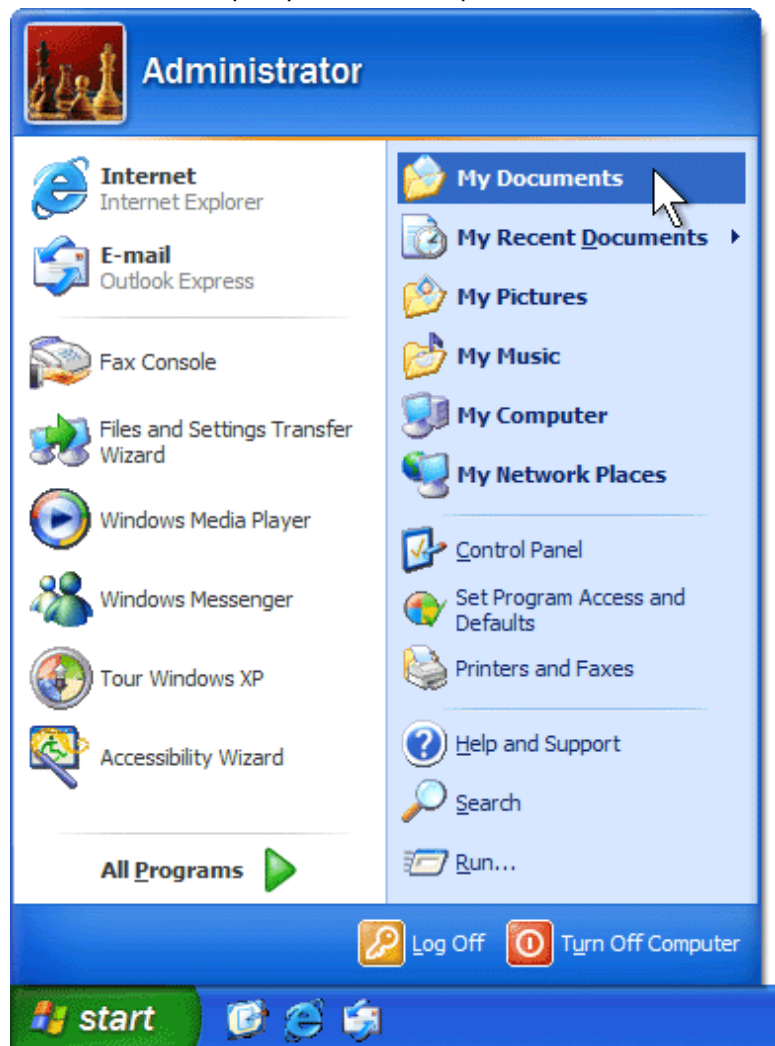 Administrator
Internet
Internet Explorer
E-mail
Outlook Express
Fax Console
Files and Settings Transfer
Wizard
Windows Media Player
Windows Messenger
Tour Windows XP
Accessibility Wizard
All Programs
My Documents
My Recent Documents
My Pictures
My Music
My Computer
My Network Places
Control Panel
Set Program Access and
Defaults
Printers and Faxes
Help and Support
Search
Run...
Log Off
Turn Off Computer
start